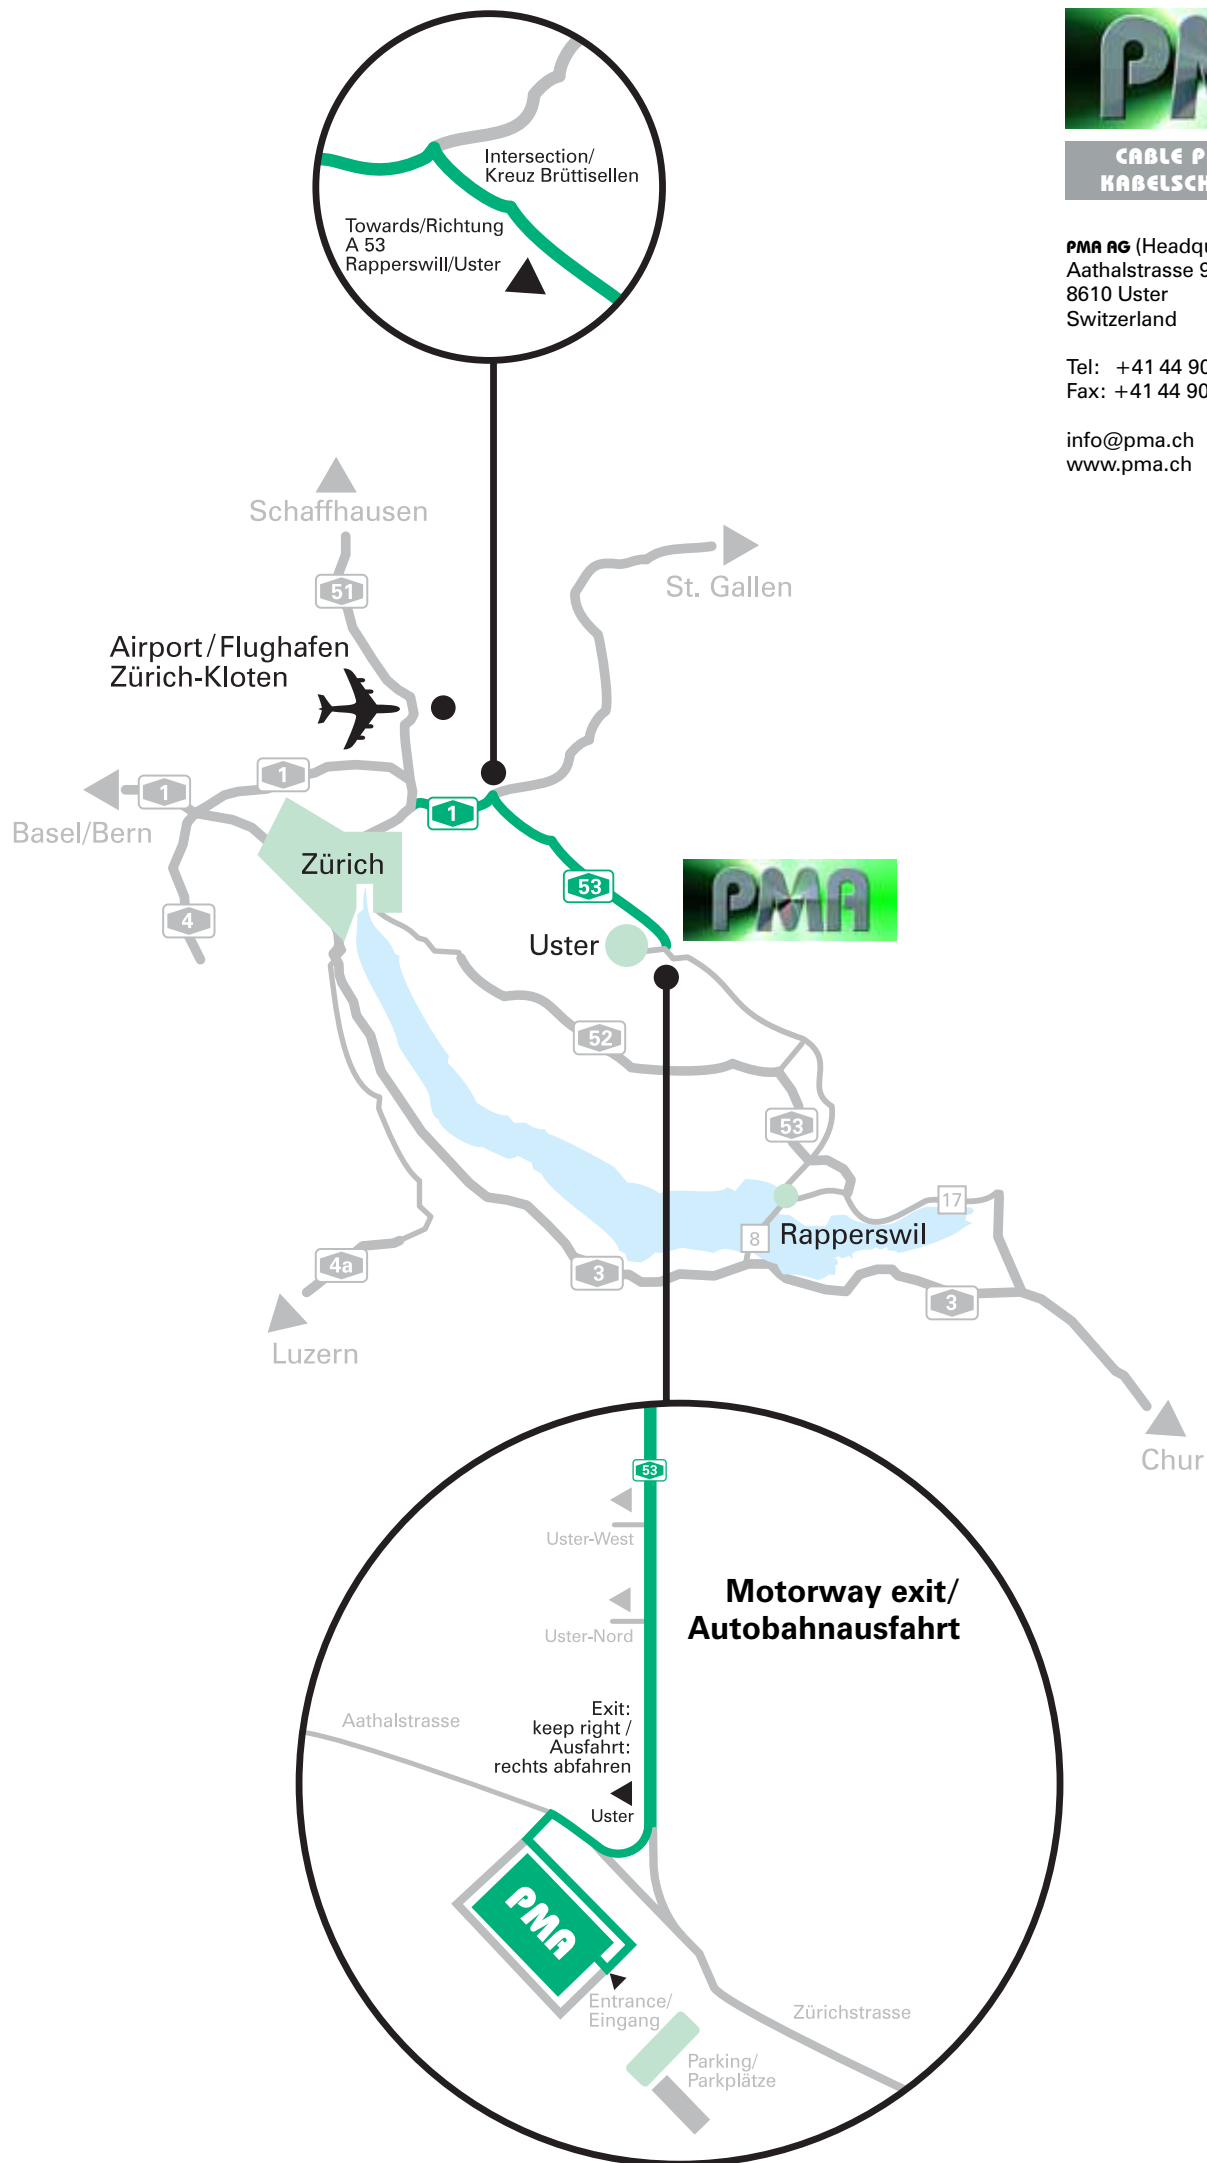 Intersection/
Kreuz Brüttisellen
Towards/Richtung
A 53
Rapperswill/Uster
CABLE P
PMA AG
Aathalstrasse
8610 Uster
Switzerland
Tel: +41 44
Fax: +41 44
info@pma.ch
www.pma.ch
Schaffhausen
51
St. Gallen
Airport/Flughafen
Zürich-Kloten
1
1
Basel/Bern
1
Zürich
53
PMA
4
Uster
52
53
17
8
Rapperswil
4a
3
3
Luzern
Chur
53
Uster-West
Motorway exit/
Autobahnausfahrt
Uster-Nord
Aathalstrasse
Exit:
keep right /
Ausfahrt:
rechts abfahren
Uster
PMA
Entrance/
Eingang
Zürichstrasse
Parking/
Parkplätze